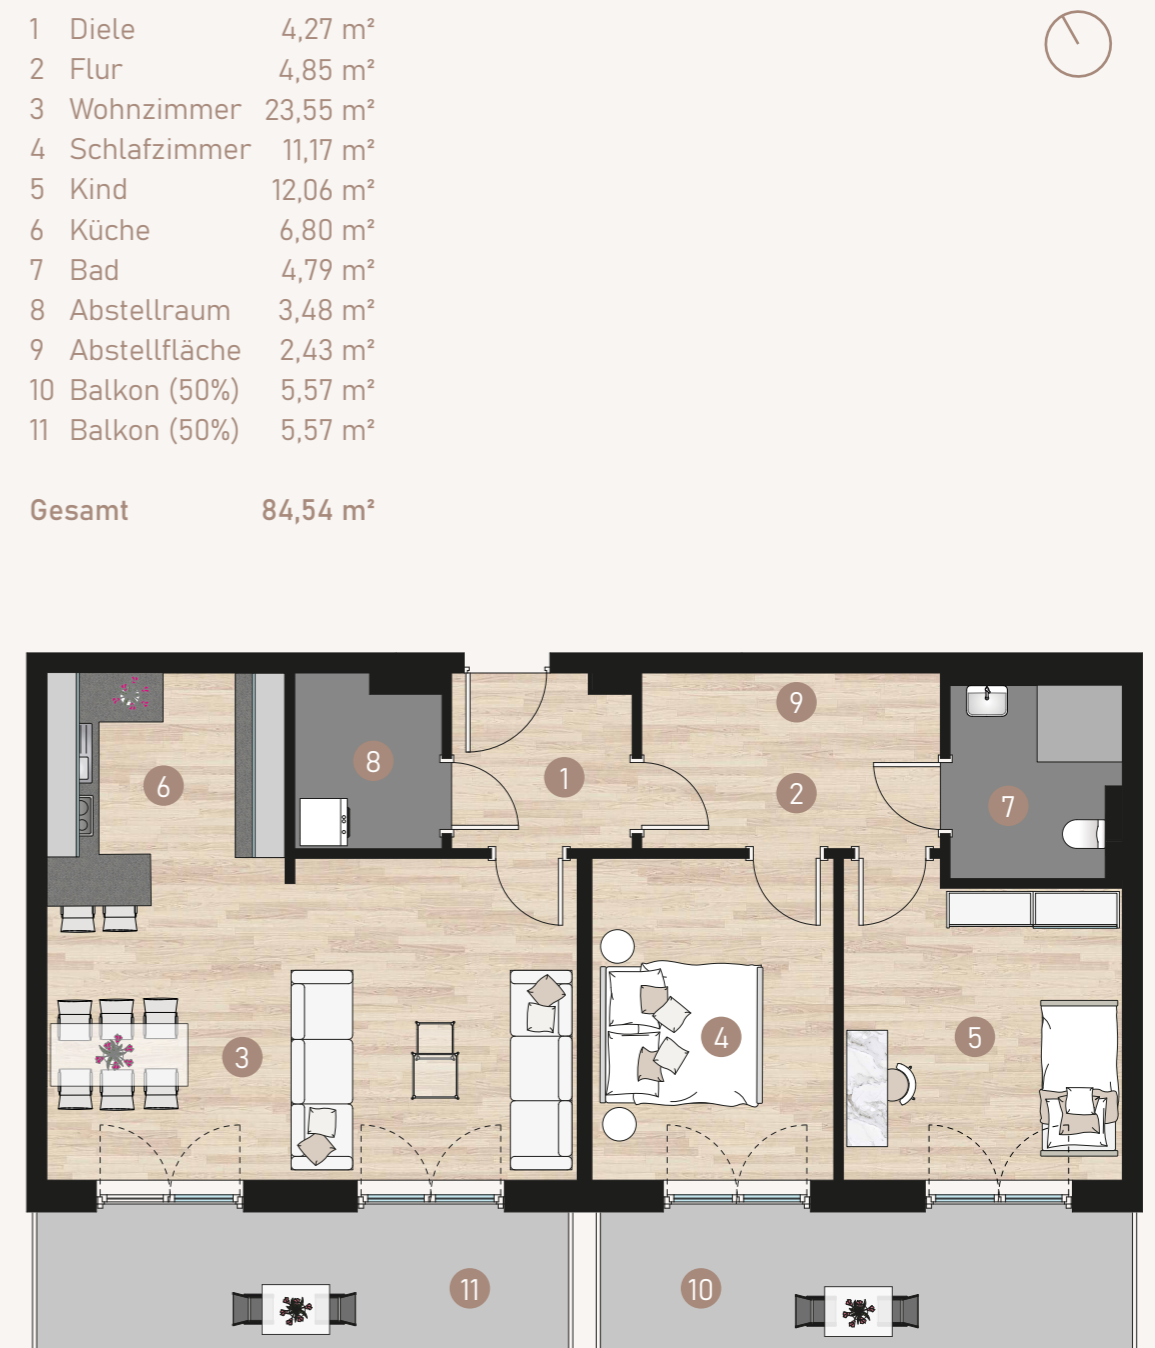 1 Diele 4,27 m²
2 Flur 4,85 m²
3 Wohnzimmer 23,55 m²
4 Schlafzimmer 11,17 m²
5 Kind 12,06 m²
6 Küche 6,80 m²
7 Bad 4,79 m²
8 Abstellraum 3,48 m²
9 Abstellfläche 2,43 m²
10 Balkon (50%) 5,57 m²
11 Balkon (50%) 5,57 m²
Gesamt 84,54 m²
9
8
1
6
2
7
3
4
5
11
10